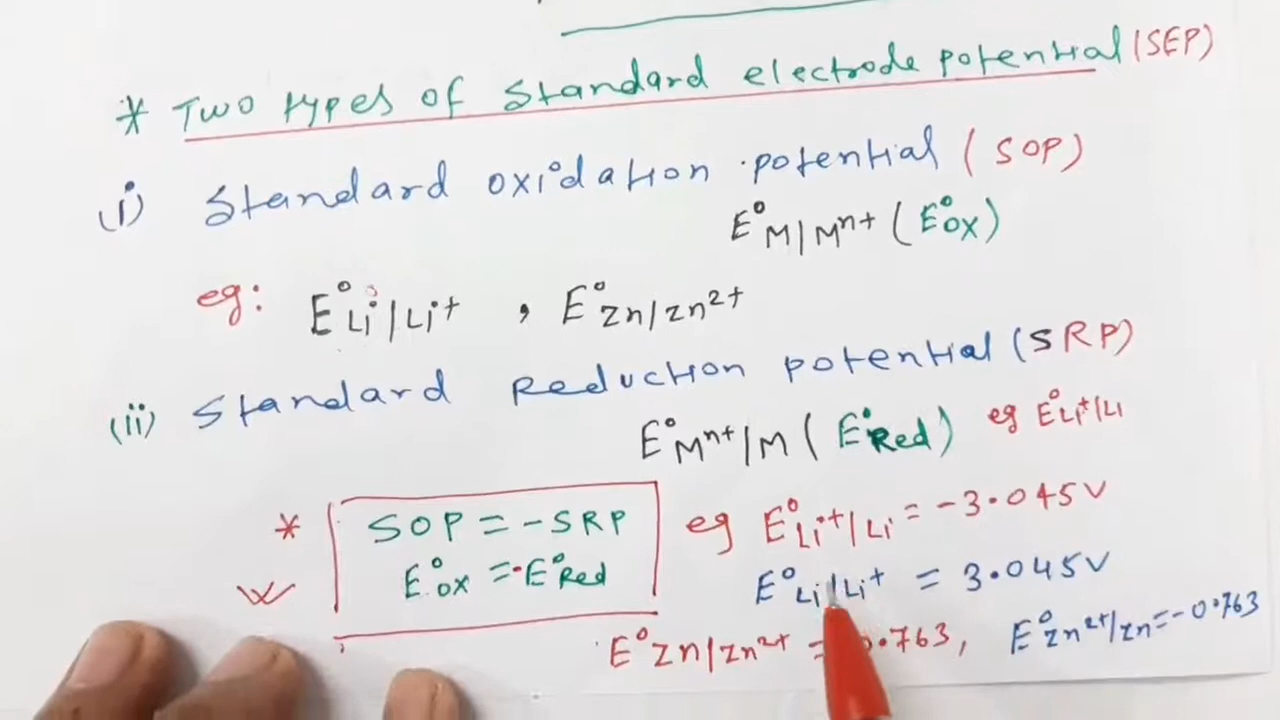 * Two types of standard electrode potential (SEP)
(i) Standard oxidation potential (SOP)
E°M/Mⁿ⁺ (E°ox)
eg: E°Li/Li⁺ , E°Zn/Zn²⁺
(ii) Standard Reduction potential (SRP)
E°Mⁿ⁺/M (E°Red) eg E°Li⁺/Li
* SOP = -SRP eg E°Li⁺/Li = -3.045V
E°ox = -E°Red E°Li/Li⁺ = 3.045V
E°Zn/Zn²⁺ = 0.763, E°Zn²⁺/Zn = -0.763